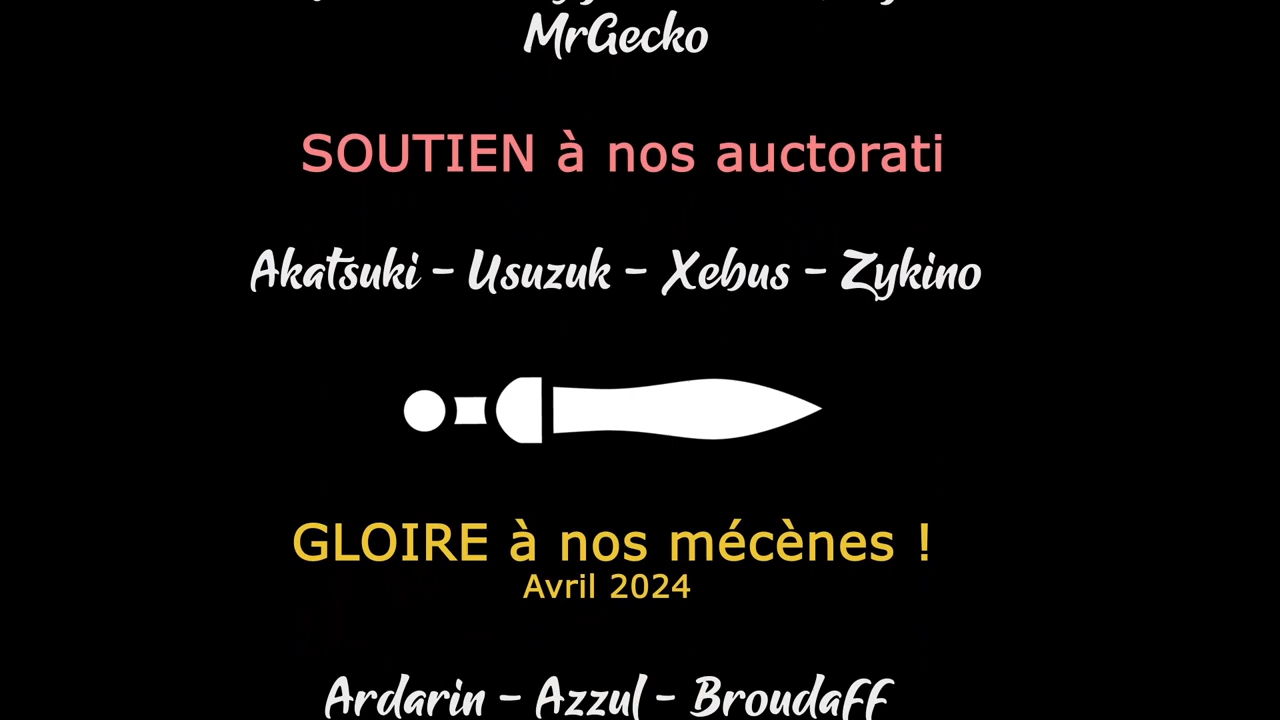 MrGecko
SOUTIEN à nos auctorati
Akatsuki - Usuzuk - Xebus - Zykino
GLOIRE à nos mécènes !
Avril 2024
Ardarin - Azzul - Broudaff